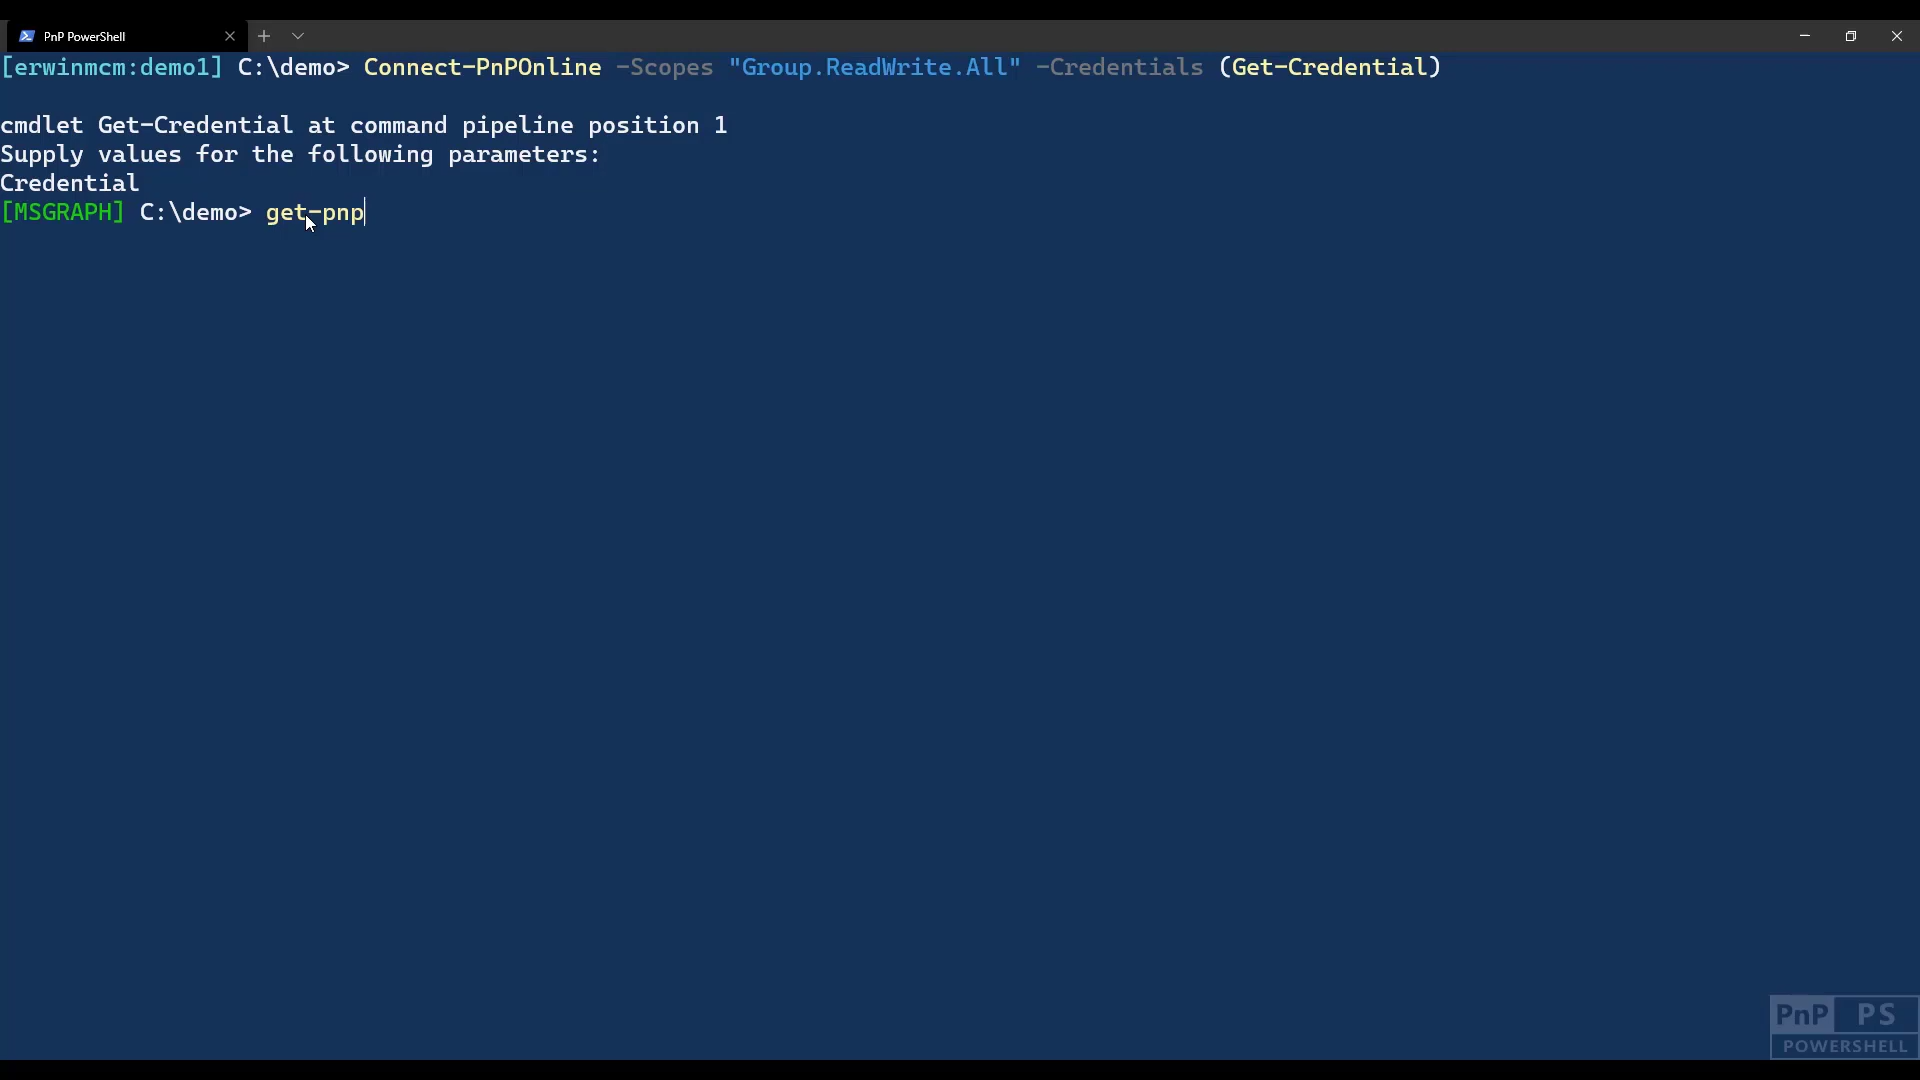 PnP PowerShell
[erwinmcm:demo1] C:\demo> Connect-PnPOnline -Scopes "Group.ReadWrite.All" -Credentials (Get-Credential)
cmdlet Get-Credential at command pipeline position 1
Supply values for the following parameters:
Credential
[MSGRAPH] C:\demo> get-pnp
PnP PS
POWERSHELL